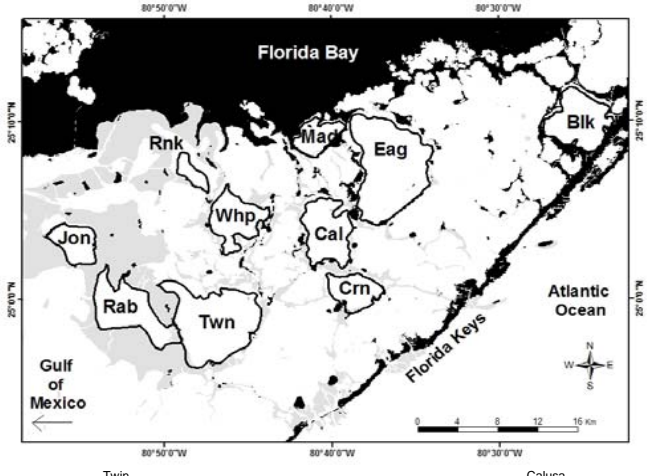 80°50'0"W 80°40'0"W 80°30'0"W
Florida Bay
25°10'0"N 25°10'0"N
Rnk
Mad
Eag
Blk
Whp
Cal
Jon
Crn
Rab
Twn
25°0'0"N 25°0'0"N
Atlantic
Ocean
Florida Keys
Gulf
of
Mexico
N
W E
S
0 4 8 12 16 Km
80°50'0"W 80°40'0"W 80°30'0"W
Twin Calusa